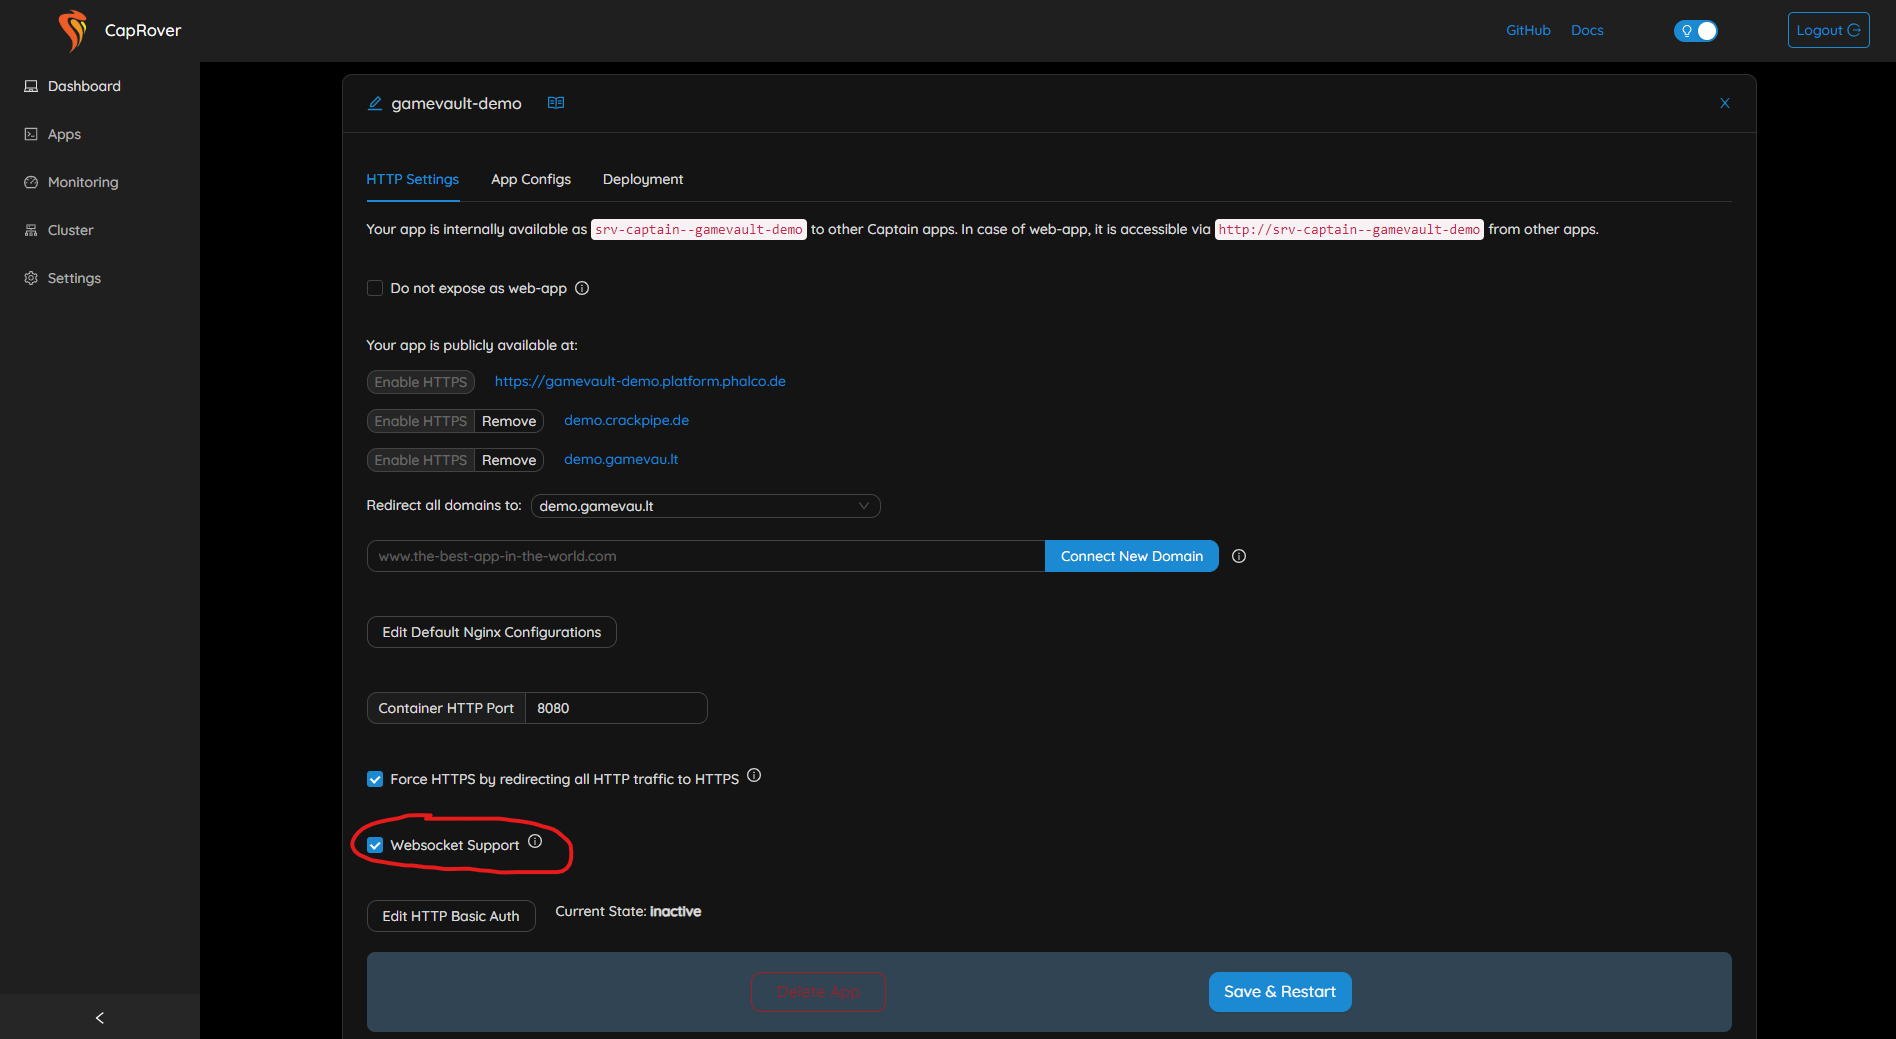 CapRover
GitHub
Docs
Logout
Dashboard
Apps
Monitoring
Cluster
Settings
gamevault-demo
X
HTTP Settings
App Configs
Deployment
Your app is internally available as srv-captain--gamevault-demo to other Captain apps. In case of web-app, it is accessible via http://srv-captain--gamevault-demo from other apps.
Do not expose as web-app
Your app is publicly available at:
Enable HTTPS https://gamevault-demo.platform.phalco.de
Enable HTTPS Remove demo.crackpipe.de
Enable HTTPS Remove demo.gamevau.lt
Redirect all domains to: demo.gamevau.lt
www.the-best-app-in-the-world.com Connect New Domain
Edit Default Nginx Configurations
Container HTTP Port 8080
Force HTTPS by redirecting all HTTP traffic to HTTPS
Websocket Support
Edit HTTP Basic Auth Current State: inactive
Delete App Save & Restart